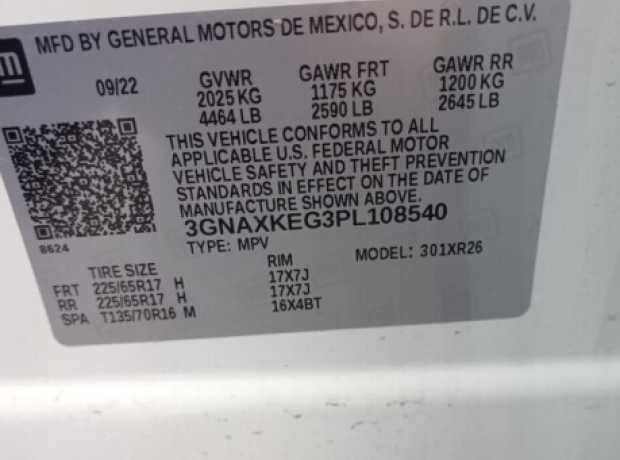 MFD BY GENERAL MOTORS DE MEXICO, S. DE R.L. DE C.V.
09/22 GVWR GAWR FRT GAWR RR
2025 KG 1175 KG 1200 KG
4464 LB 2590 LB 2645 LB
THIS VEHICLE CONFORMS TO ALL
APPLICABLE U.S. FEDERAL MOTOR
VEHICLE SAFETY AND THEFT PREVENTION
STANDARDS IN EFFECT ON THE DATE OF
MANUFACTURE SHOWN ABOVE.
3GNAXKEG3PL108540
8624
TYPE: MPV MODEL: 301XR26
TIRE SIZE RIM
FRT 225/65R17 H 17X7J
RR 225/65R17 H 17X7J
SPA T135/70R16 M 16X4BT